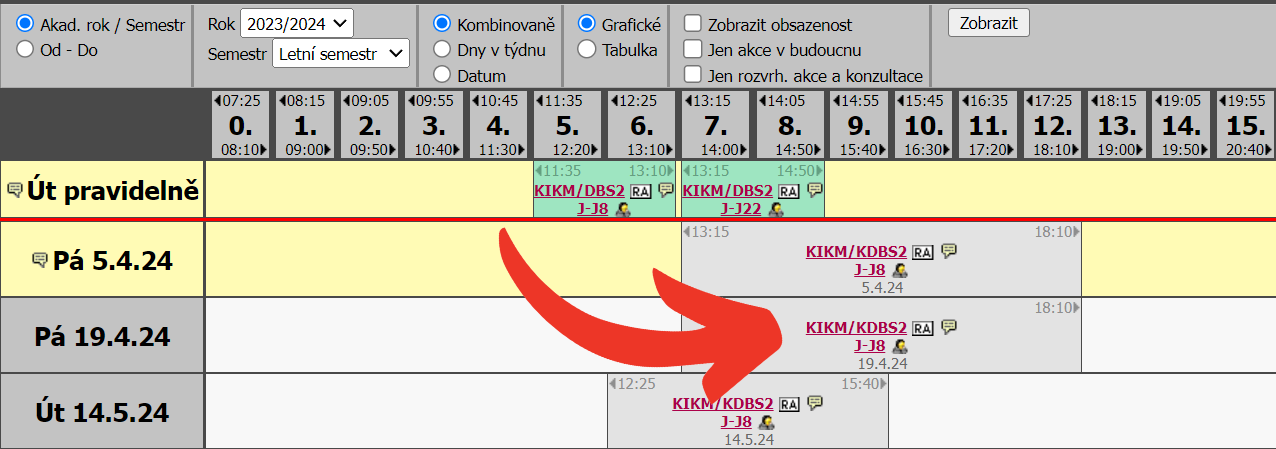 Akad. rok / Semestr
Od - Do
Rok 2023/2024
Semestr Letní semestr
Kombinovaně
Dny v týdnu
Datum
Grafické
Tabulka
Zobrazit obsazenost
Jen akce v budoucnu
Jen rozvrh. akce a konzultace
Zobrazit
07:25 08:15 09:05 09:55 10:45 11:35 12:25 13:15 14:05 14:55 15:45 16:35 17:25 18:15 19:05 19:55
0. 1. 2. 3. 4. 5. 6. 7. 8. 9. 10. 11. 12. 13. 14. 15.
08:10 09:00 09:50 10:40 11:30 12:20 13:10 14:00 14:50 15:40 16:30 17:20 18:10 19:00 19:50 20:40
Út pravidelně
11:35 13:10
KIKM/DBS2 RA
J-J8
13:15 14:50
KIKM/DBS2 RA
J-J22
Pá 5.4.24
13:15 18:10
KIKM/KDBS2 RA
J-J8
5.4.24
Pá 19.4.24
18:10
KIKM/KDBS2 RA
J-J8
19.4.24
Út 14.5.24
12:25 15:40
KIKM/KDBS2 RA
J-J8
14.5.24